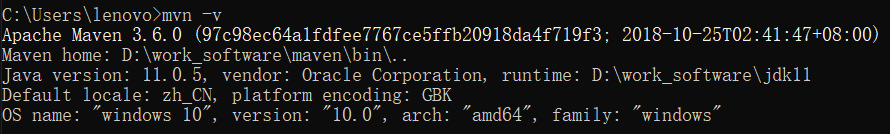 C:\Users\lenovo>mvn -v
Apache Maven 3.6.0 (97c98ec64a1fdfee7767ce5ffb20918da4f719f3; 2018-10-25T02:41:47+08:00)
Maven home: D:\work_software\maven\bin\..
Java version: 11.0.5, vendor: Oracle Corporation, runtime: D:\work_software\jdk11
Default locale: zh_CN, platform encoding: GBK
OS name: "windows 10", version: "10.0", arch: "amd64", family: "windows"